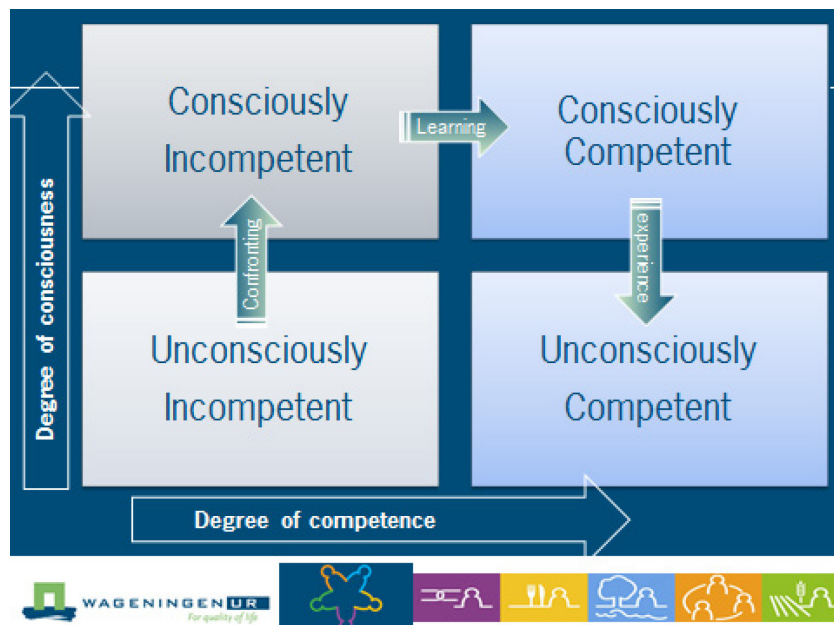 Consciously
Incompetent
Learning
Consciously
Competent
Confronting
experience
Unconsciously
Incompetent
Unconsciously
Competent
Degree of consciousness
Degree of competence
WAGENINGEN UR
For quality of life